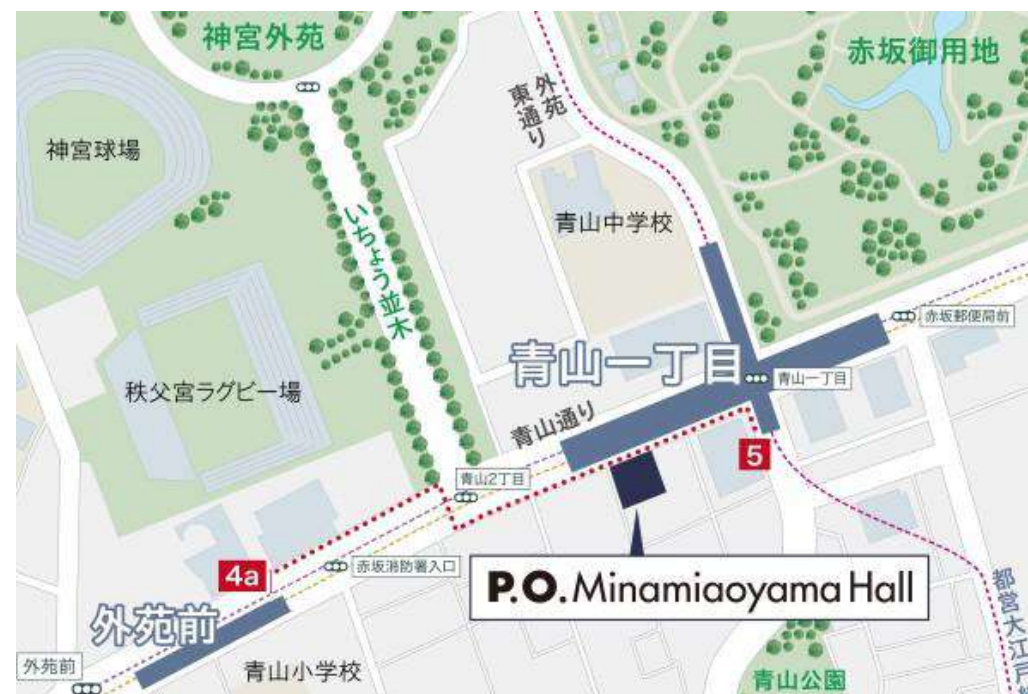 神宮外苑
赤坂御用地
外苑
東通り
神宮球場
いちょう並木
青山中学校
赤坂郵便局前
青山一丁目
青山一丁目
秩父宮ラグビー場
青山通り
5
青山2丁目
4a
赤坂消防署入口
P.O. Minamiaoyama Hall
外苑前
都営大江戸
外苑前
青山小学校
青山公園